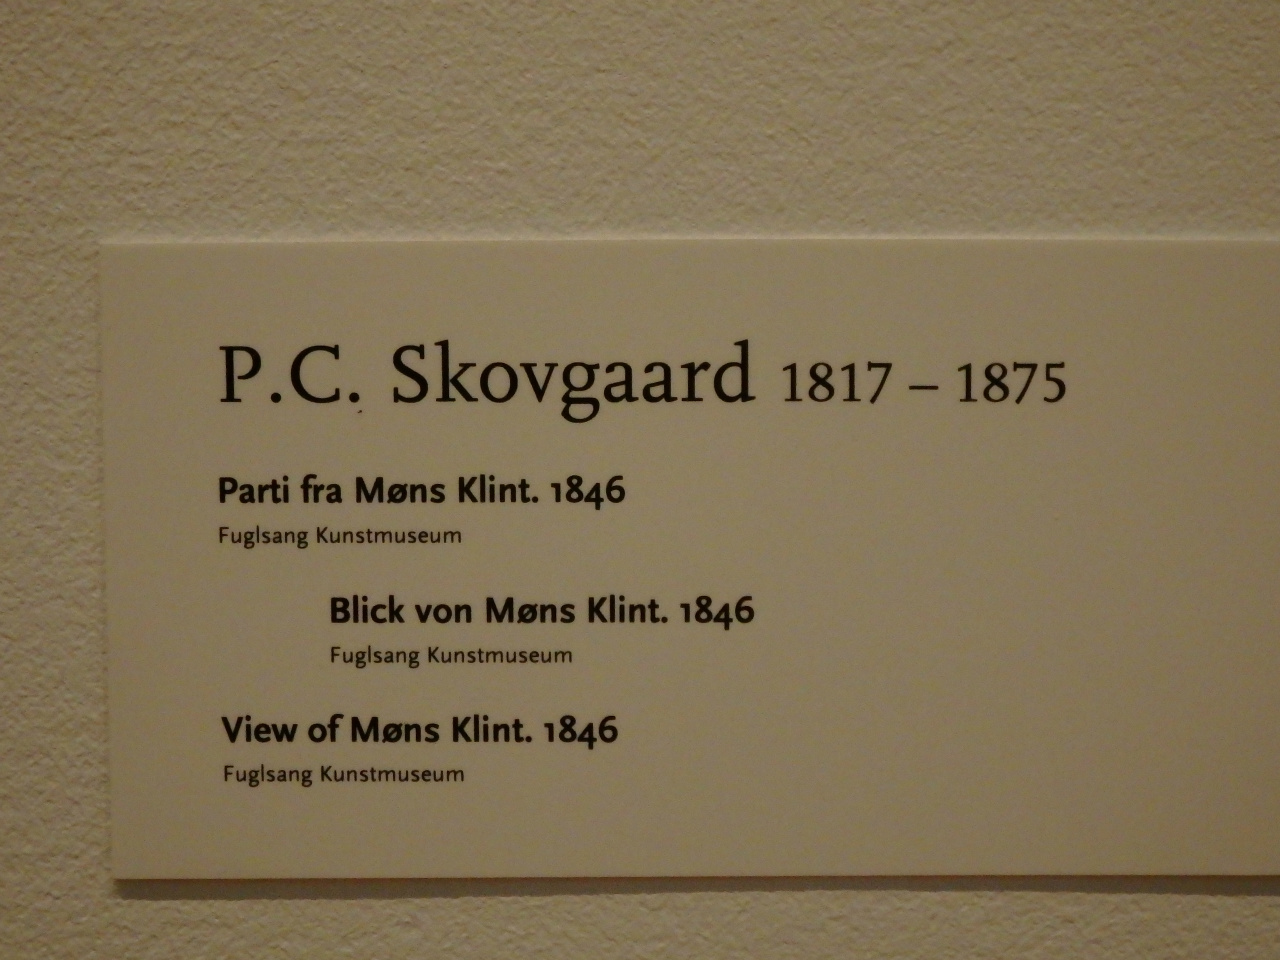 P.C. Skovgaard 1817 – 1875
Parti fra Møns Klint. 1846
Fuglsang Kunstmuseum
Blick von Møns Klint. 1846
Fuglsang Kunstmuseum
View of Møns Klint. 1846
Fuglsang Kunstmuseum